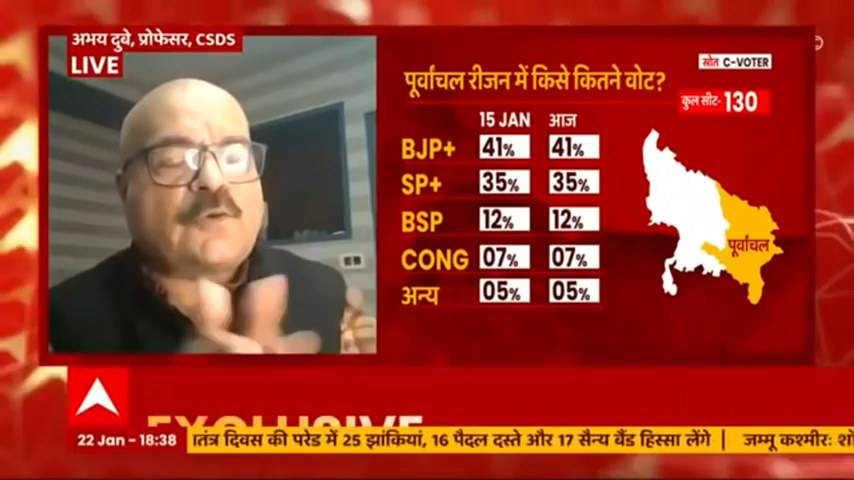 अभय दुबे, प्रोफेसर, CSDS
LIVE
स्रोत C-VOTER
पूर्वांचल रीजन में किसे कितने वोट?
कुल सीट- 130
15 JAN आज
BJP+ 41% 41%
SP+ 35% 35%
BSP 12% 12%
CONG 07% 07%
अन्य 05% 05%
पूर्वांचल
EXCLUSIVE
22 Jan - 18:38
दिवस की परेड में 25 झांकियां, 16 पैदल दस्ते और 17 सैन्य बैंड हिस्सा लेंगे | जम्मू कश्मीर: